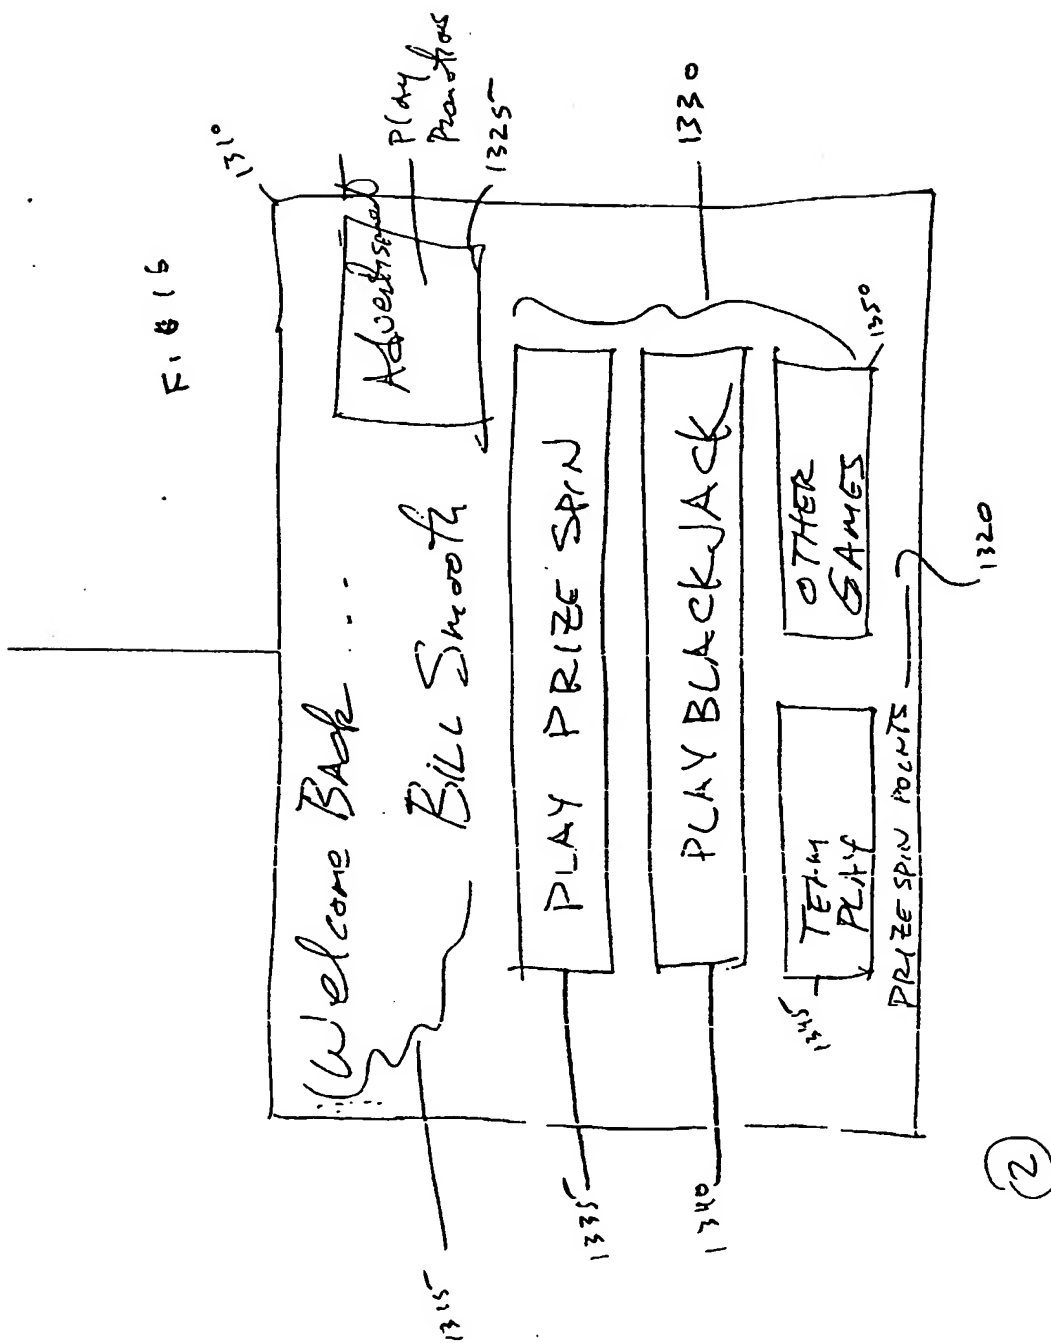 FIG 16
1310
Welcome Back...
Bill Smooth
Advertisement
Play
Promotions
1325
1315
PLAY PRIZE SPIN
1335
1330
PLAY BLACKJACK
1340
TEAM
PLAY
1345
OTHER
GAMES
1350
PRIZE SPIN POINTS
1320
2